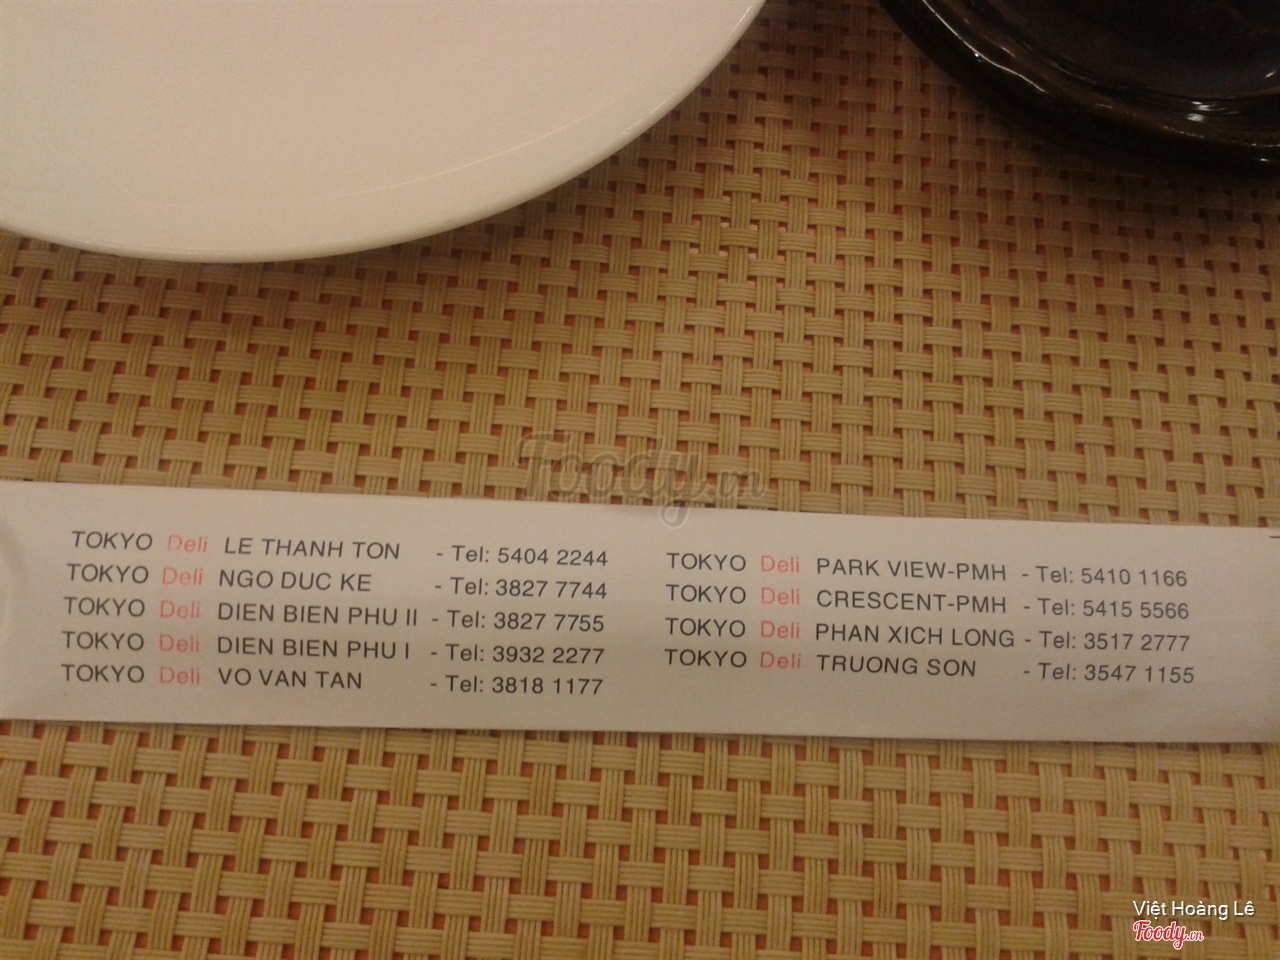 Foody.vn
TOKYO Deli LE THANH TON - Tel: 5404 2244
TOKYO Deli NGO DUC KE - Tel: 3827 7744
TOKYO Deli DIEN BIEN PHU II - Tel: 3827 7755
TOKYO Deli DIEN BIEN PHU I - Tel: 3932 2277
TOKYO Deli VO VAN TAN - Tel: 3818 1177
TOKYO Deli PARK VIEW-PMH - Tel: 5410 1166
TOKYO Deli CRESCENT-PMH - Tel: 5415 5566
TOKYO Deli PHAN XICH LONG - Tel: 3517 2777
TOKYO Deli TRUONG SON - Tel: 3547 1155
Việt Hoàng Lê
Foody.vn